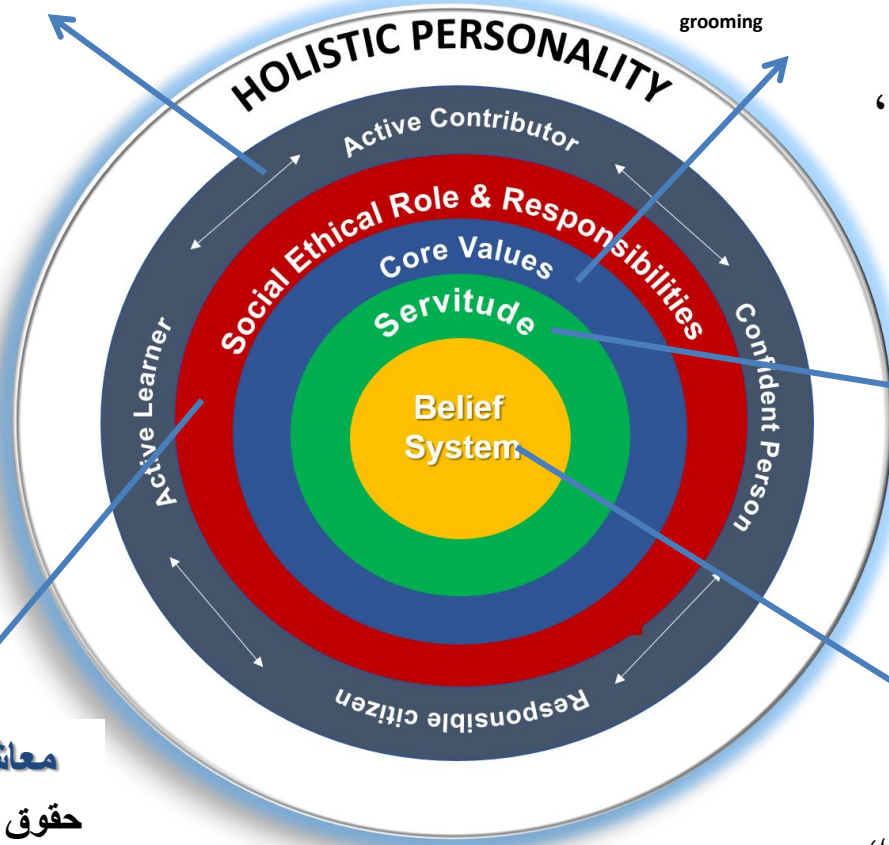 grooming
HOLISTIC PERSONALITY
،
Active Contributor
Social Ethical Role & Responsibilities
Core Values
Servitude
Belief
System
Active Learner
Confident Person
Responsible citizen
حقوق